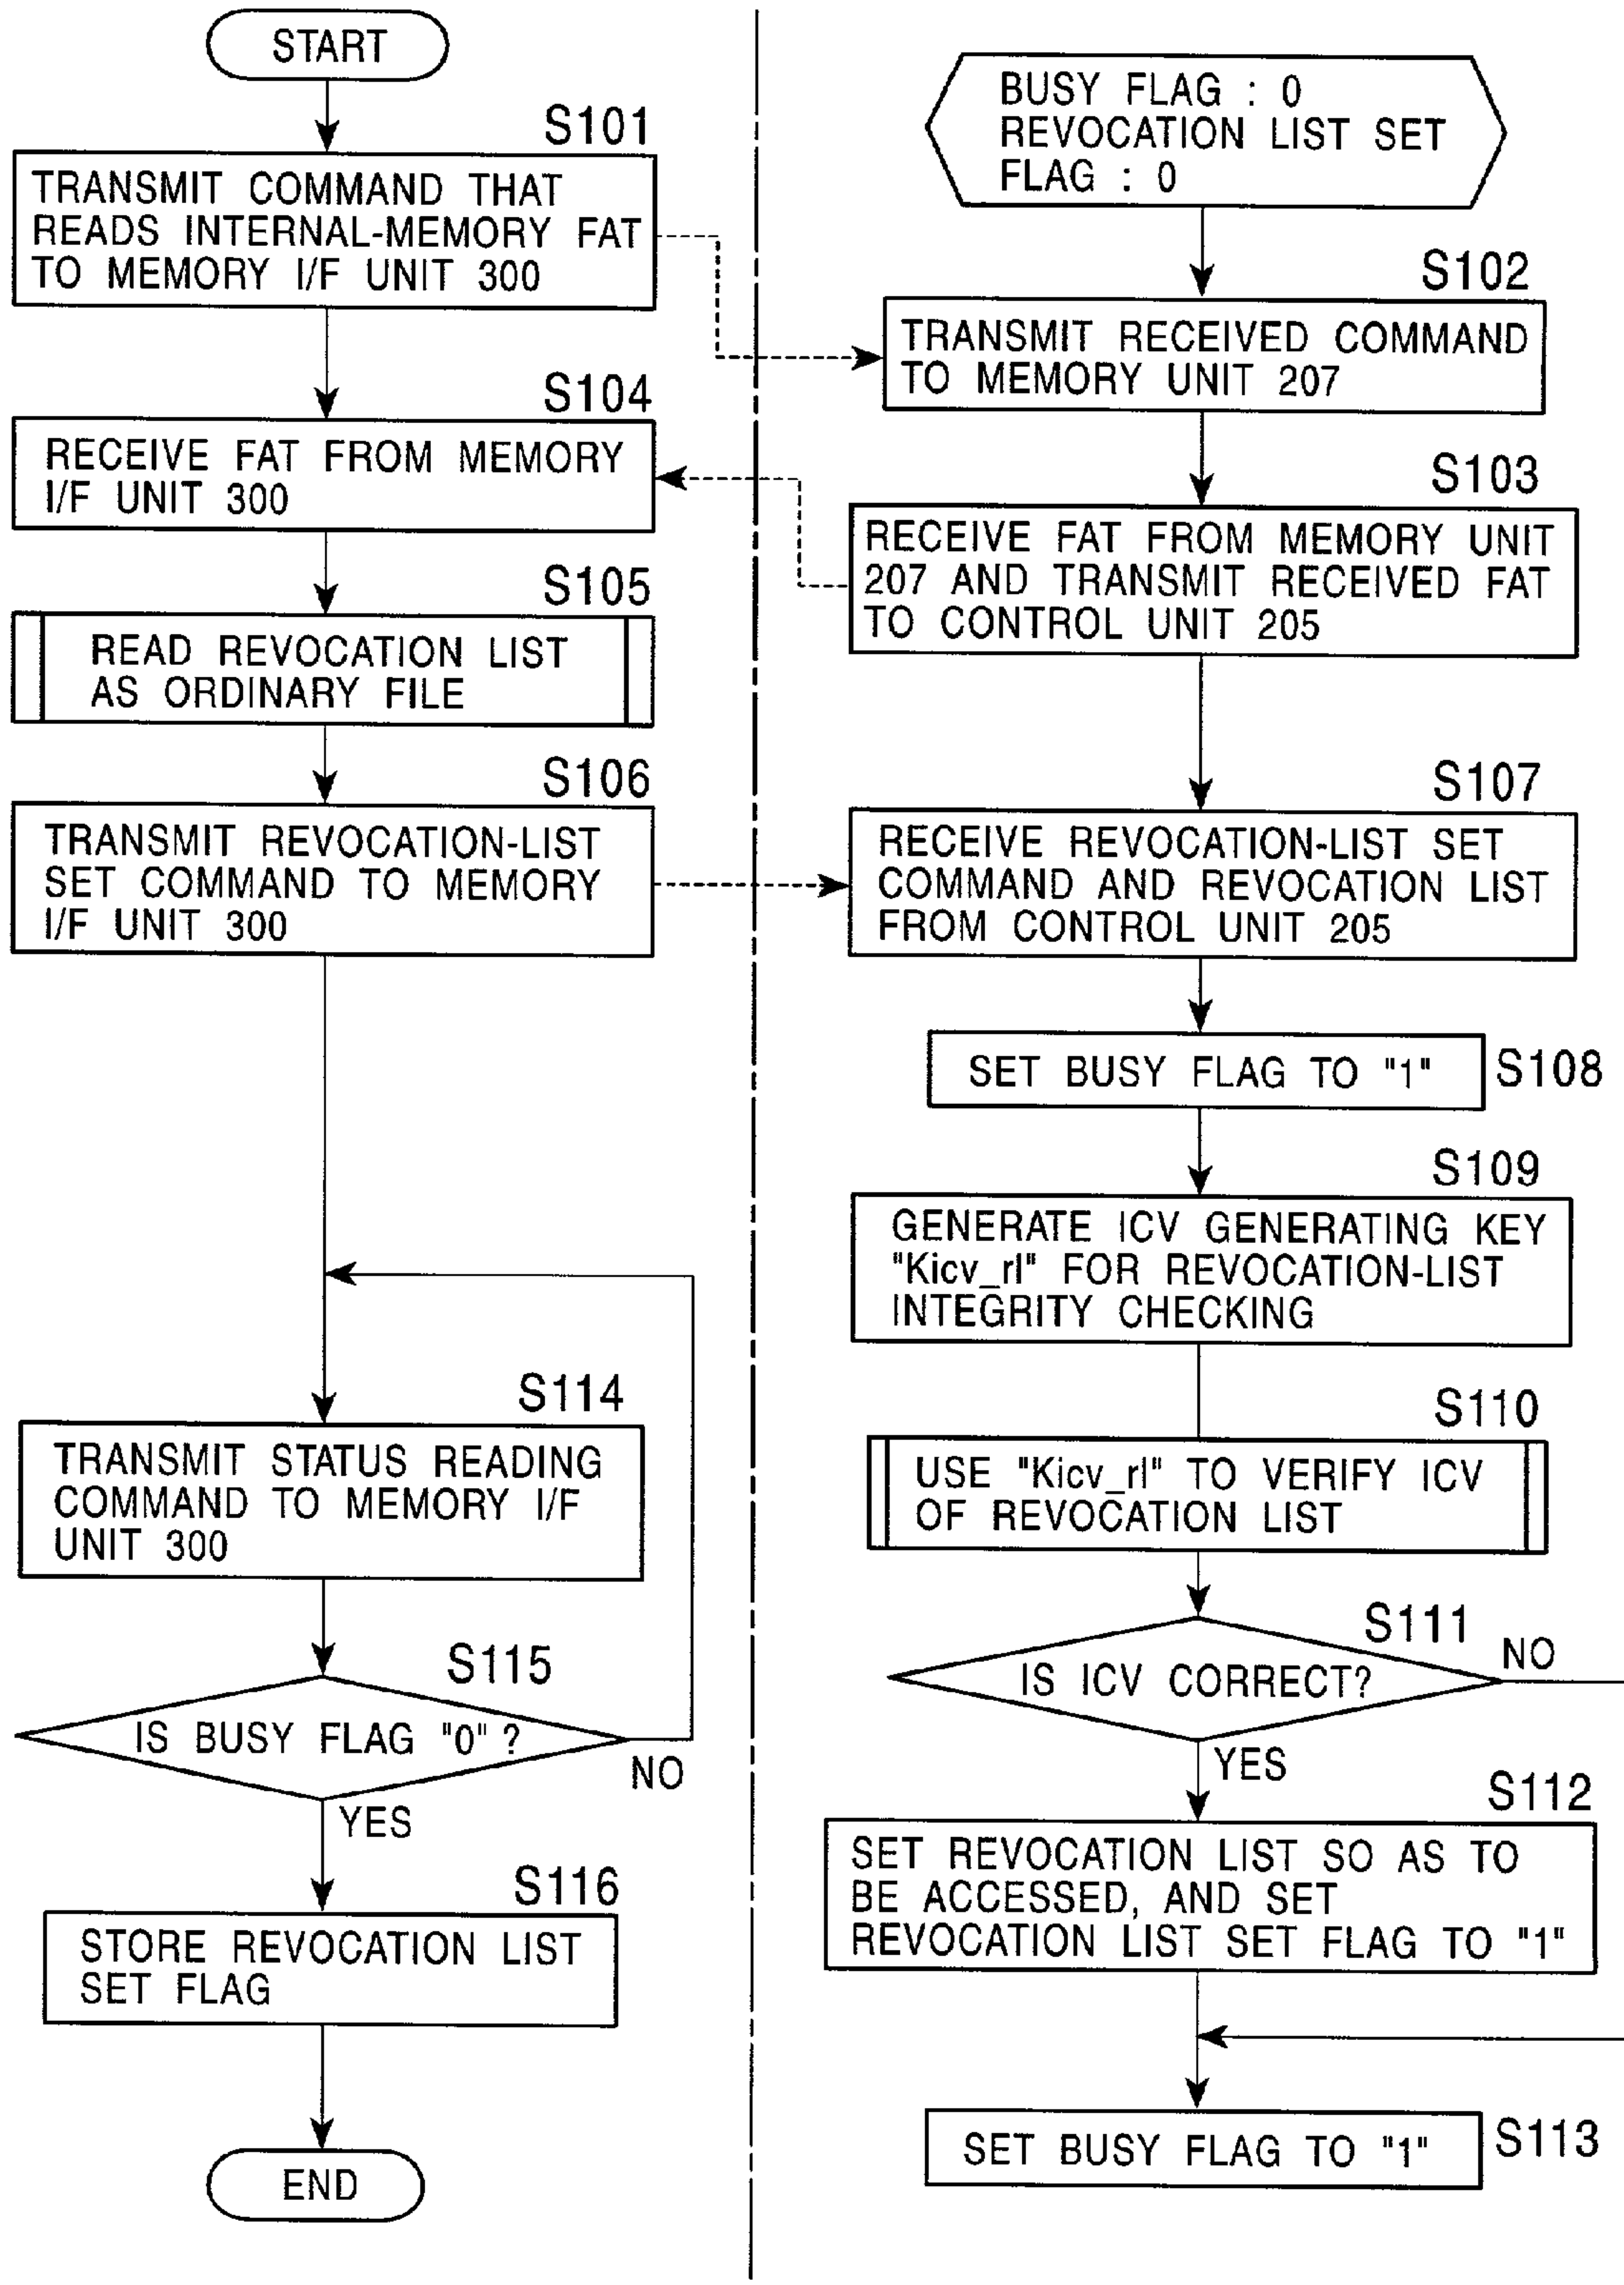 START
S101
TRANSMIT COMMAND THAT
READS INTERNAL-MEMORY FAT
TO MEMORY I/F UNIT 300
S104
RECEIVE FAT FROM MEMORY
I/F UNIT 300
S105
READ REVOCATION LIST
AS ORDINARY FILE
S106
TRANSMIT REVOCATION-LIST
SET COMMAND TO MEMORY
I/F UNIT 300
S114
TRANSMIT STATUS READING
COMMAND TO MEMORY I/F
UNIT 300
S115
IS BUSY FLAG "0" ?
NO
YES
S116
STORE REVOCATION LIST
SET FLAG
END
BUSY FLAG : 0
REVOCATION LIST SET
FLAG : 0
S102
TRANSMIT RECEIVED COMMAND
TO MEMORY UNIT 207
S103
RECEIVE FAT FROM MEMORY UNIT
207 AND TRANSMIT RECEIVED FAT
TO CONTROL UNIT 205
S107
RECEIVE REVOCATION-LIST SET
COMMAND AND REVOCATION LIST
FROM CONTROL UNIT 205
SET BUSY FLAG TO "1"
S108
S109
GENERATE ICV GENERATING KEY
"Kicv_rl" FOR REVOCATION-LIST
INTEGRITY CHECKING
S110
USE "Kicv_rl" TO VERIFY ICV
OF REVOCATION LIST
S111
IS ICV CORRECT?
NO
YES
S112
SET REVOCATION LIST SO AS TO
BE ACCESSED, AND SET
REVOCATION LIST SET FLAG TO "1"
SET BUSY FLAG TO "1"
S113